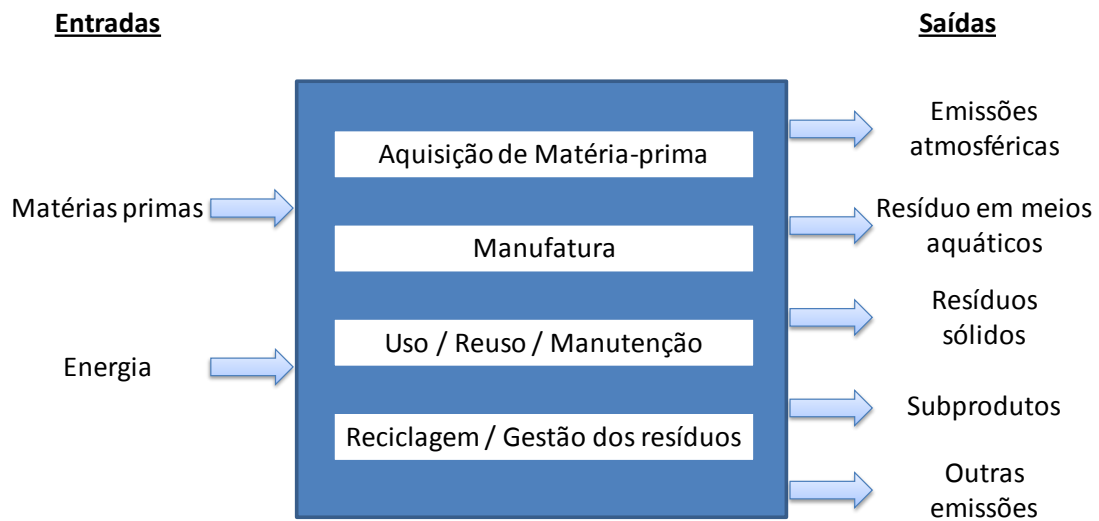 Entradas
Saídas
Matérias primas
Energia
Aquisição de Matéria-prima
Manufatura
Uso / Reuso / Manutenção
Reciclagem / Gestão dos resíduos
Emissões
atmosféricas
Resíduo em meios
aquáticos
Resíduos
sólidos
Subprodutos
Outras
emissões